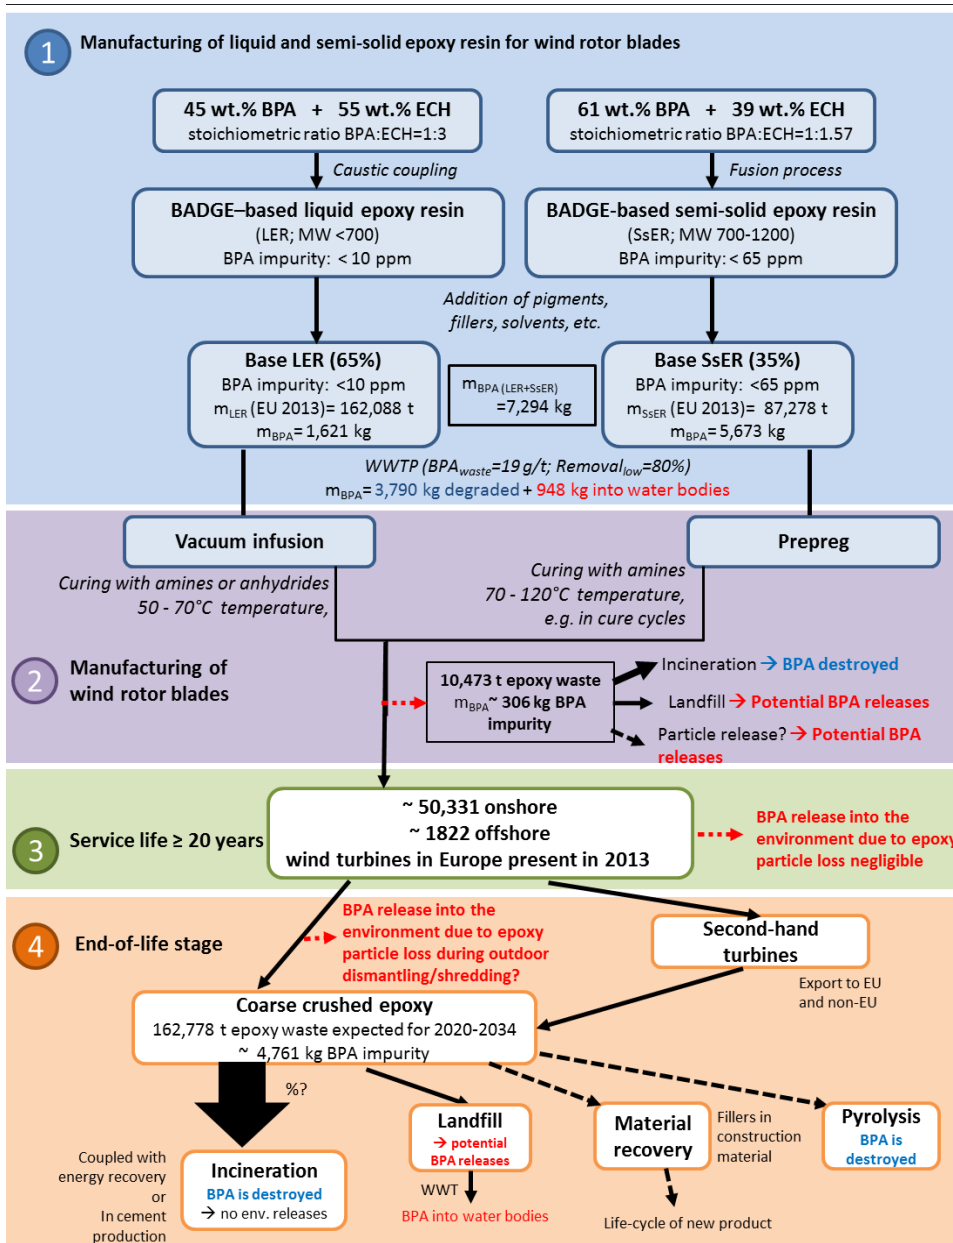 1
Manufacturing of liquid and semi-solid epoxy resin for wind rotor blades
45 wt.% BPA + 55 wt.% ECH
stoichiometric ratio BPA:ECH=1:3
61 wt.% BPA + 39 wt.% ECH
stoichiometric ratio BPA:ECH=1:1.57
Caustic coupling
Fusion process
BADGE–based liquid epoxy resin
(LER; MW <700)
BPA impurity: < 10 ppm
BADGE-based semi-solid epoxy resin
(SsER; MW 700-1200)
BPA impurity: < 65 ppm
Addition of pigments,
fillers, solvents, etc.
Base LER (65%)
BPA impurity: <10 ppm
mLER (EU 2013)= 162,088 t
mBPA= 1,621 kg
mBPA (LER+SsER)
=7,294 kg
Base SsER (35%)
BPA impurity: <65 ppm
mSsER (EU 2013)= 87,278 t
mBPA= 5,673 kg
WWTP (BPAwaste=19 g/t; Removallow=80%)
mBPA= 3,790 kg degraded + 948 kg into water bodies
Vacuum infusion
Prepreg
Curing with amines or anhydrides
50 - 70°C temperature,
Curing with amines
70 - 120°C temperature,
e.g. in cure cycles
2
Manufacturing of
wind rotor blades
10,473 t epoxy waste
mBPA~ 306 kg BPA
impurity
Incineration → BPA destroyed
Landfill → Potential BPA releases
Particle release? → Potential BPA
releases
3
Service life ≥ 20 years
~ 50,331 onshore
~ 1822 offshore
wind turbines in Europe present in 2013
BPA release into the
environment due to epoxy
particle loss negligible
4
End-of-life stage
BPA release into the
environment due to epoxy
particle loss during outdoor
dismantling/shredding?
Second-hand
turbines
Export to EU
and non-EU
Coarse crushed epoxy
162,778 t epoxy waste expected for 2020-2034
~ 4,761 kg BPA impurity
%?
Coupled with
energy recovery
or
In cement
production
Incineration
BPA is destroyed
→ no env. releases
Landfill
→ potential
BPA releases
WWT
BPA into water bodies
Material
recovery
Fillers in
construction
material
Life-cycle of new product
Pyrolysis
BPA is
destroyed